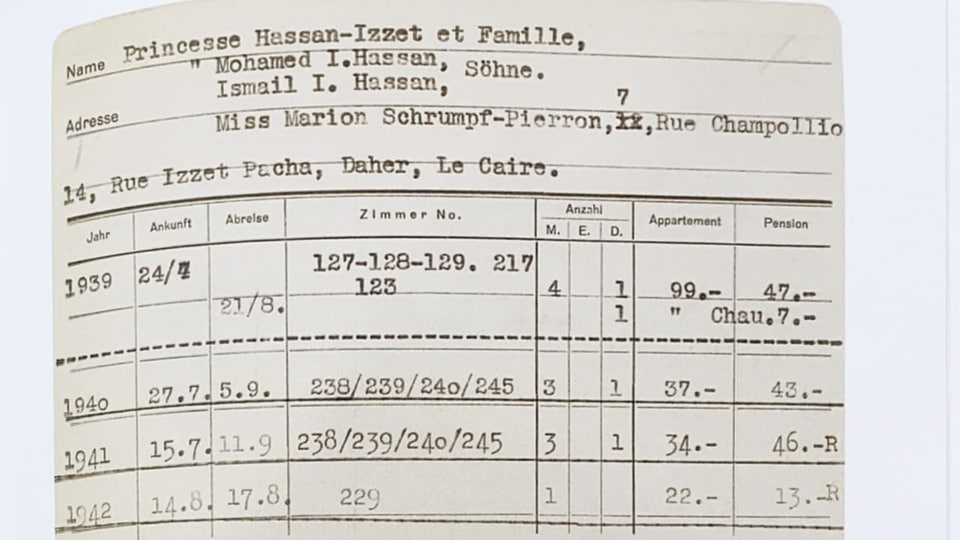 Name Princesse Hassan-Izzet et Famille,
" Mohamed I.Hassan, Söhne.
Ismail I. Hassan,
7
Adresse Miss Marion Schrumpf-Pierron, Rue Champollio
14, Rue Izzet Pacha, Daher, Le Caire.
Jahr Ankunft Abreise Zimmer No. Anzahl Appartement Pension
M. E. D.
1939 24/7 127-128-129. 217
123 4 1 99.- 47.-
21/8. 1 " Chau.7.-
1940 27.7. 5.9. 238/239/240/245 3 1 37.- 43.-
1941 15.7. 11.9 238/239/240/245 3 1 34.- 46.-R
1942 14.8. 17.8. 229 1 22.- 13.-R